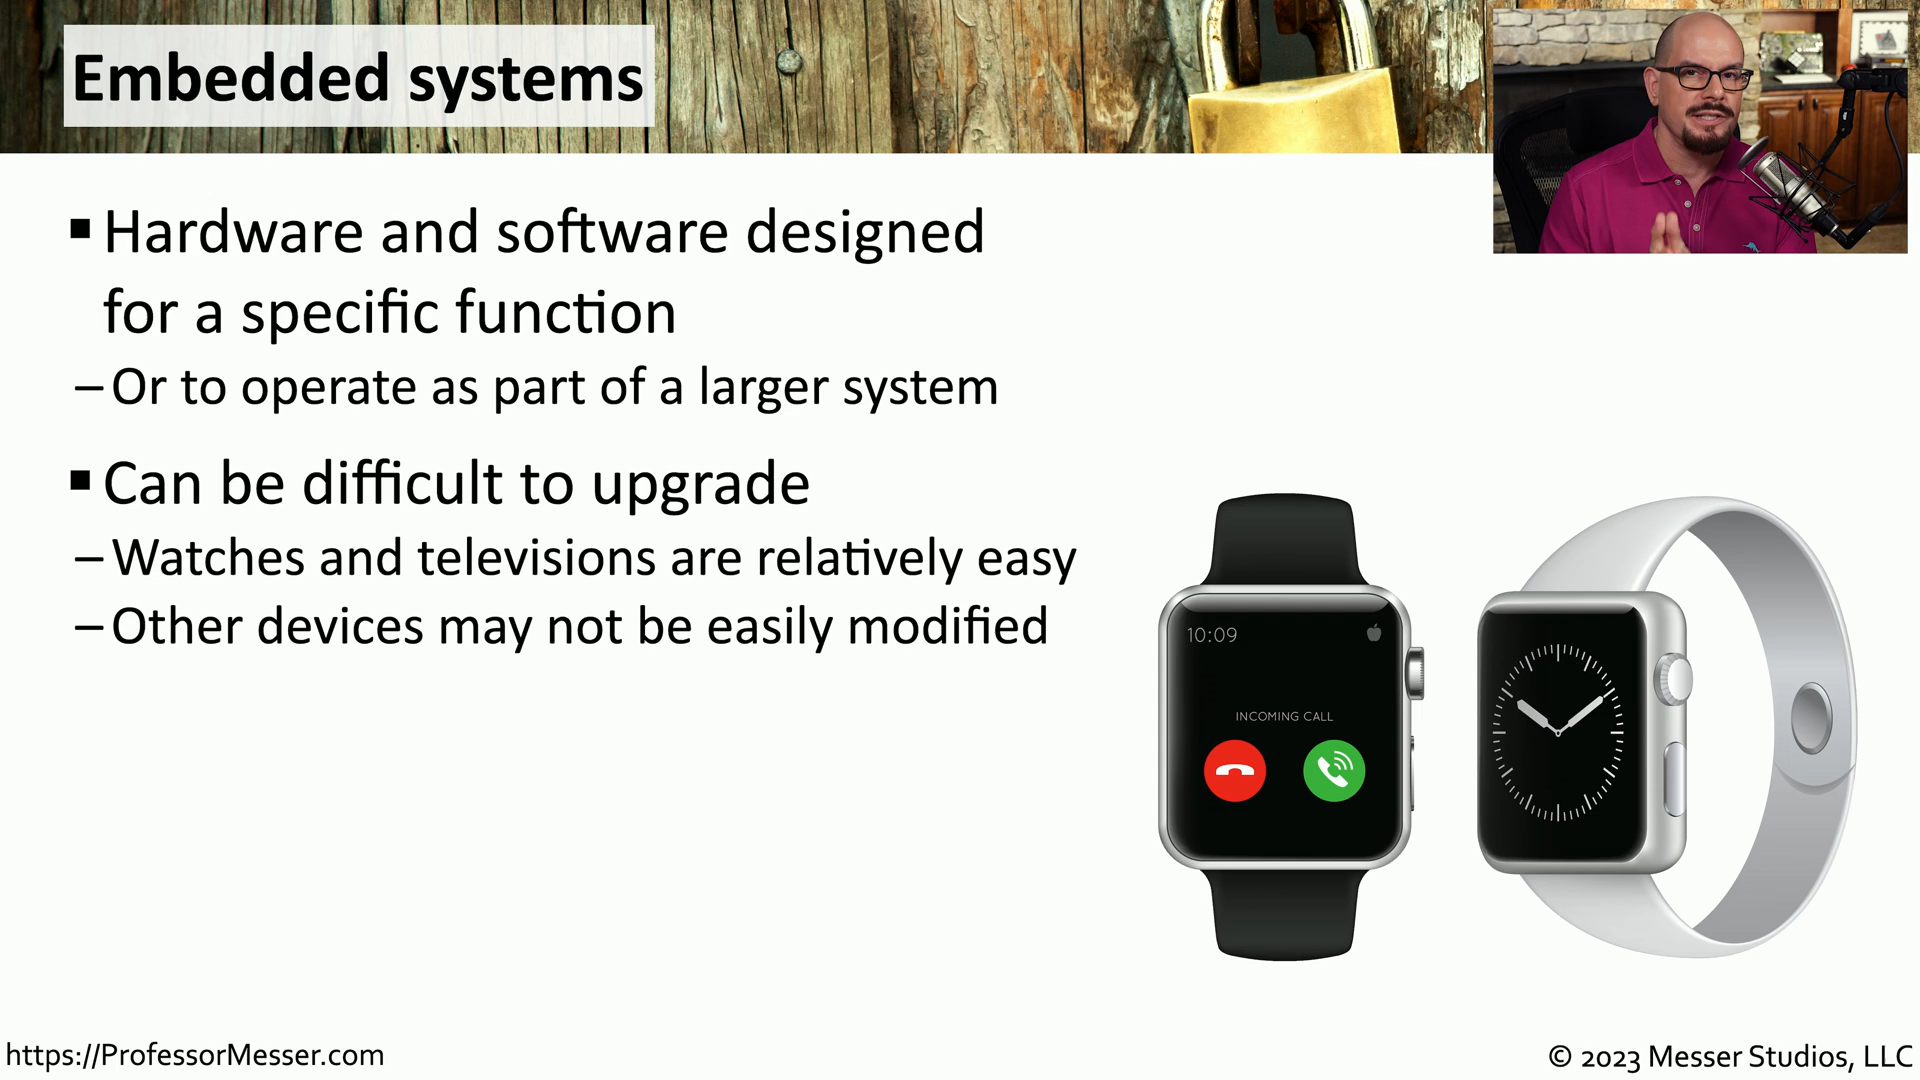 Embedded systems
▪ Hardware and software designed
for a specific function
– Or to operate as part of a larger system
▪ Can be difficult to upgrade
– Watches and televisions are relatively easy
– Other devices may not be easily modified
10:09
INCOMING CALL
https://ProfessorMesser.com
© 2023 Messer Studios, LLC